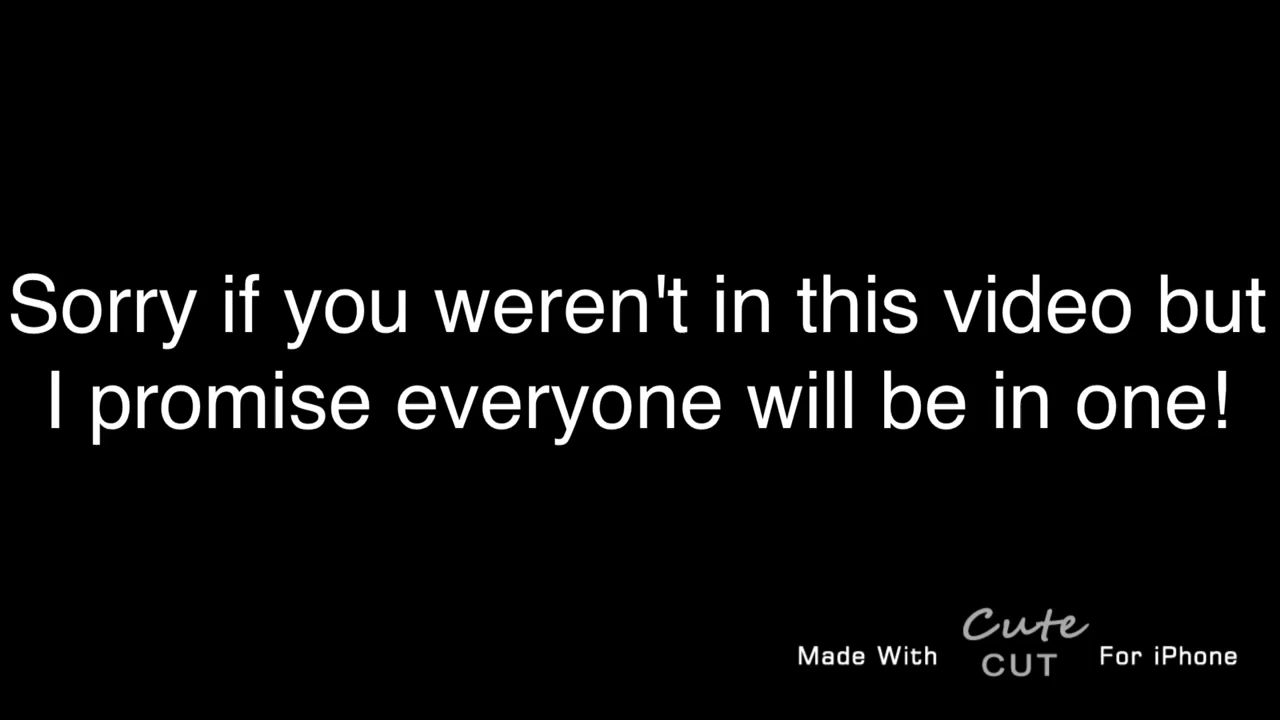 Sorry if you weren't in this video but
I promise everyone will be in one!
Made With Cute CUT For iPhone